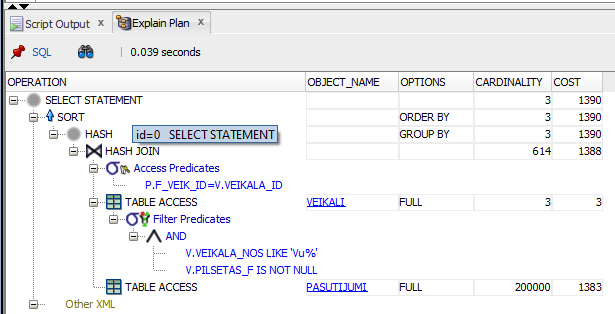 Script Output x Explain Plan x
SQL 0.039 seconds
OPERATION OBJECT_NAME OPTIONS CARDINALITY COST
SELECT STATEMENT 3 1390
SORT ORDER BY 3 1390
HASH id=0 SELECT STATEMENT GROUP BY 3 1390
HASH JOIN 614 1388
Access Predicates
P.F_VEIK_ID=V.VEIKALA_ID
TABLE ACCESS VEIKALI FULL 3 3
Filter Predicates
AND
V.VEIKALA_NOS LIKE 'Vu%'
V.PILSETAS_F IS NOT NULL
TABLE ACCESS PASUTIJUMI FULL 200000 1383
Other XML